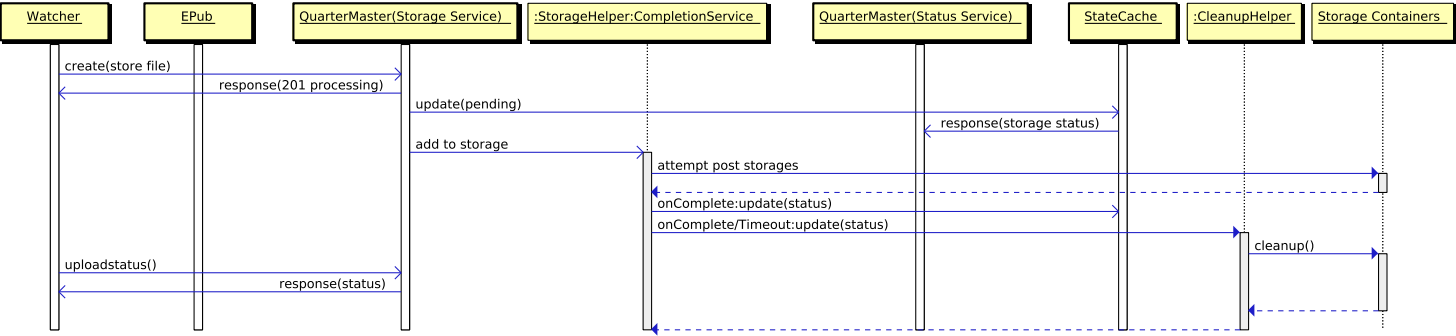 Watcher
EPub
QuarterMaster(Storage Service)
:StorageHelper:CompletionService
QuarterMaster(Status Service)
StateCache
:CleanupHelper
Storage Containers
create(store file)
response(201 processing)
update(pending)
response(storage status)
add to storage
attempt post storages
onComplete:update(status)
onComplete/Timeout:update(status)
cleanup()
uploadstatus()
response(status)